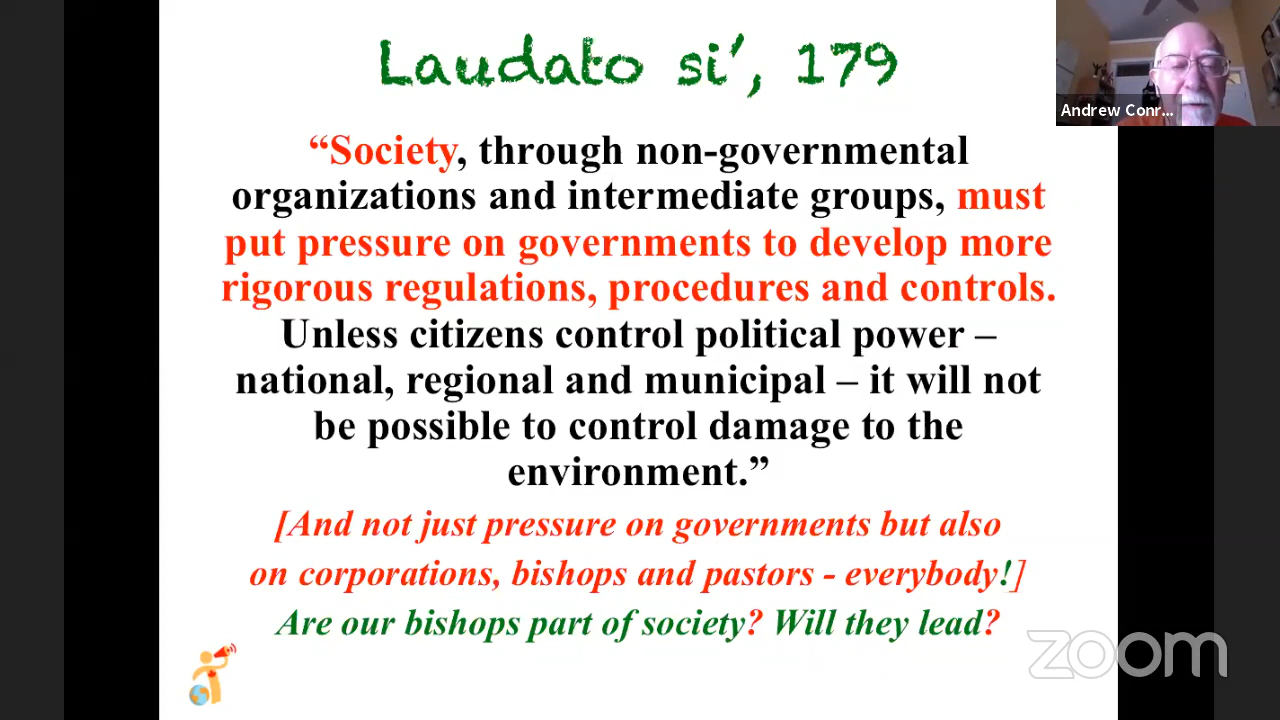 Laudato si’, 179
“Society, through non-governmental
organizations and intermediate groups, must
put pressure on governments to develop more
rigorous regulations, procedures and controls.
Unless citizens control political power –
national, regional and municipal – it will not
be possible to control damage to the
environment.”
[And not just pressure on governments but also
on corporations, bishops and pastors - everybody!]
Are our bishops part of society? Will they lead?
Andrew Conr...
zoom